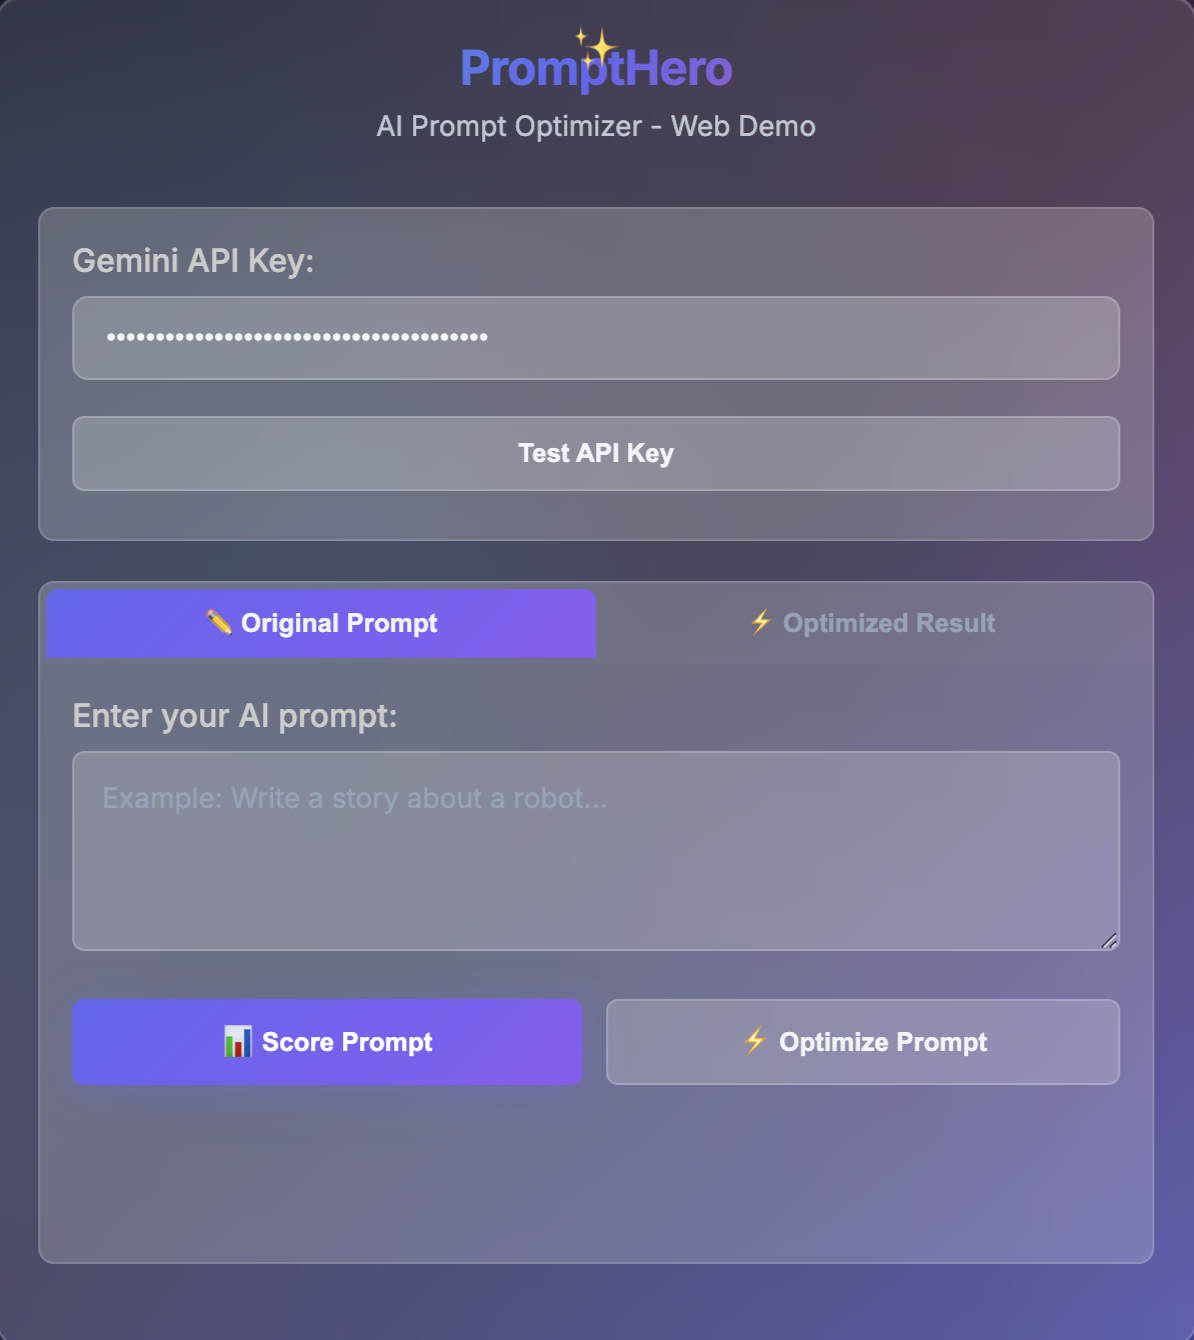 PromptHero
AI Prompt Optimizer - Web Demo
Gemini API Key:
•••••••••••••••••••••••••••••••••••••••
Test API Key
✏️ Original Prompt
⚡ Optimized Result
Enter your AI prompt:
Example: Write a story about a robot...
📊 Score Prompt
⚡ Optimize Prompt